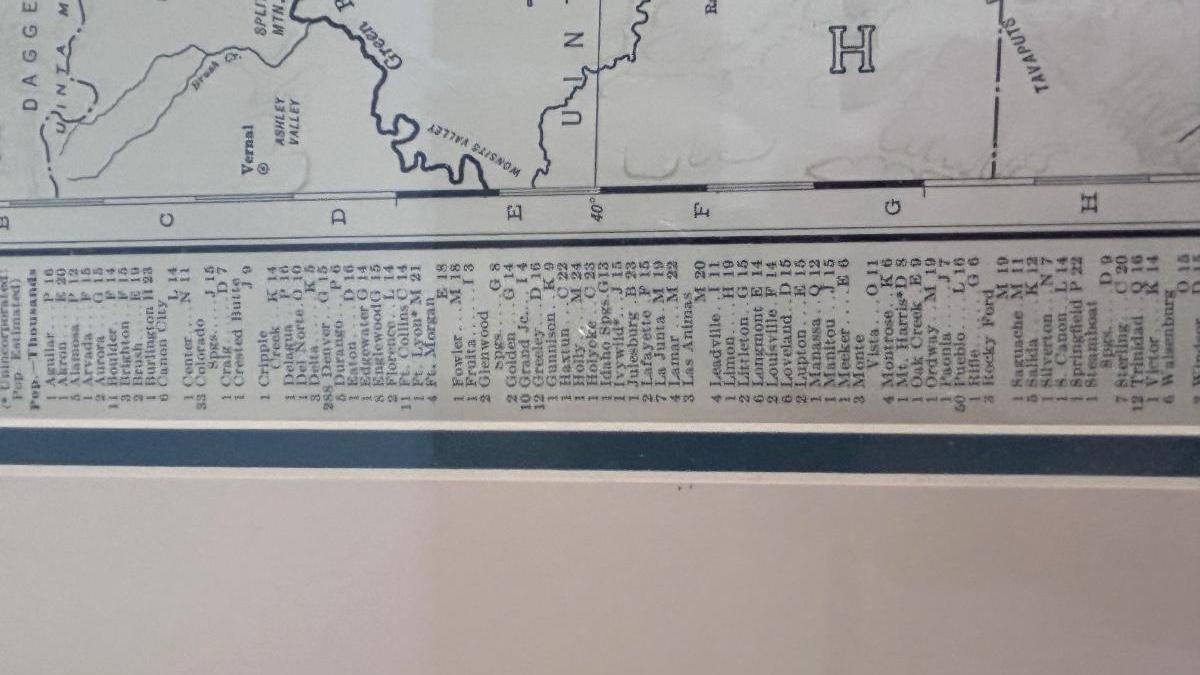 (* Unincorporated:
Pop. Estimated)
Pop.—Thousands
1 Aguilar P 16
1 Akron E 20
5 Alamosa P 12
1 Arvada F 15
2 Aurora G 15
11 Boulder F 14
3 Brighton F 15
2 Brush E 19
1 Burlington H 23
6 Canon City
L 14
1 Center N 11
33 Colorado
Spgs. J 15
1 Craig D 7
1 Crested Butte
J 9
1 Cripple
Creek K 14
1 Delagua P 16
1 Del Norte O 10
3 Delta K 5
288 Denver G 15
5 Durango P 6
1 Eaton D 16
1 Edgewater G 14
8 Englewood G 15
2 Florence L 14
11 Ft. Collins C 14
1 Ft. Lyon* M 21
4 Ft. Morgan
E 18
1 Fowler M 18
1 Fruita I 3
2 Glenwood
Spgs. G 8
2 Golden G 14
10 Grand Jc. I 4
12 Greeley D 16
1 Gunnison K 9
1 Haxtun C 22
1 Holly M 24
1 Holyoke C 23
1 Idaho Spgs. G 13
1 Ivywild* J 15
1 Julesburg B 23
2 Lafayette F 15
7 La Junta M 19
4 Lamar M 22
3 Las Animas
M 20
4 Leadville I 11
1 Limon H 19
2 Littleton G 15
6 Longmont E 14
2 Louisville F 14
6 Loveland D 15
2 Lupton E 15
1 Manassa Q 12
1 Manitou J 15
1 Meeker E 6
3 Monte
Vista O 11
4 Montrose K 6
1 Mt. Harris* D 8
1 Oak Creek E 9
1 Ordway M 19
1 Paonia J 7
50 Pueblo L 16
1 Rifle G 6
3 Rocky Ford
M 19
1 Saguache M 11
5 Salida K 12
1 Silverton N 7
1 S. Canon L 14
1 Springfield P 22
1 Steamboat
Spgs. D 9
7 Sterling C 20
12 Trinidad Q 16
1 Victor K 14
6 Walsenburg
O 15
B
C
D
E
40°
F
G
H
DAGGE
UINTA M
Brush
SPLIT
MTN.
Green R
Vernal
ASHLEY
VALLEY
WONSITS VALLEY
UIN
H
TAVAPUTS